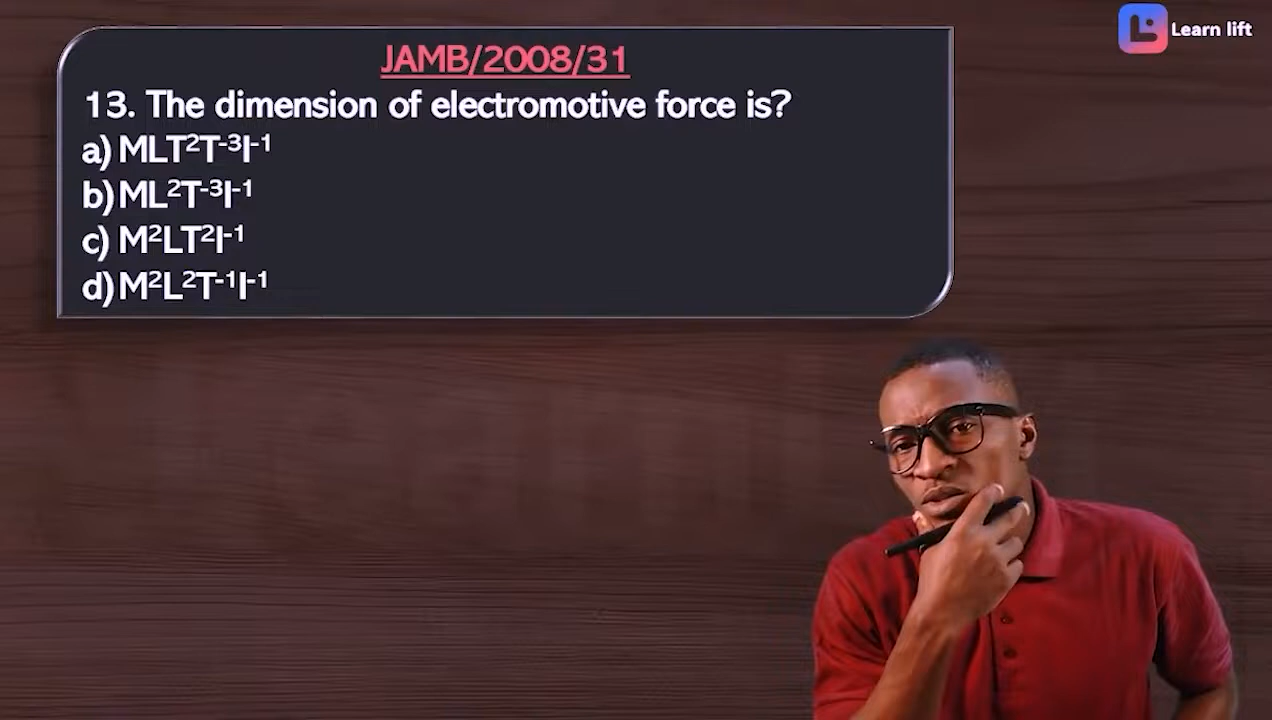 Learn lift
JAMB/2008/31
13. The dimension of electromotive force is?
a) MLT²T⁻³I⁻¹
b) ML²T⁻³I⁻¹
c) M²LT²I⁻¹
d) M²L²T⁻¹I⁻¹